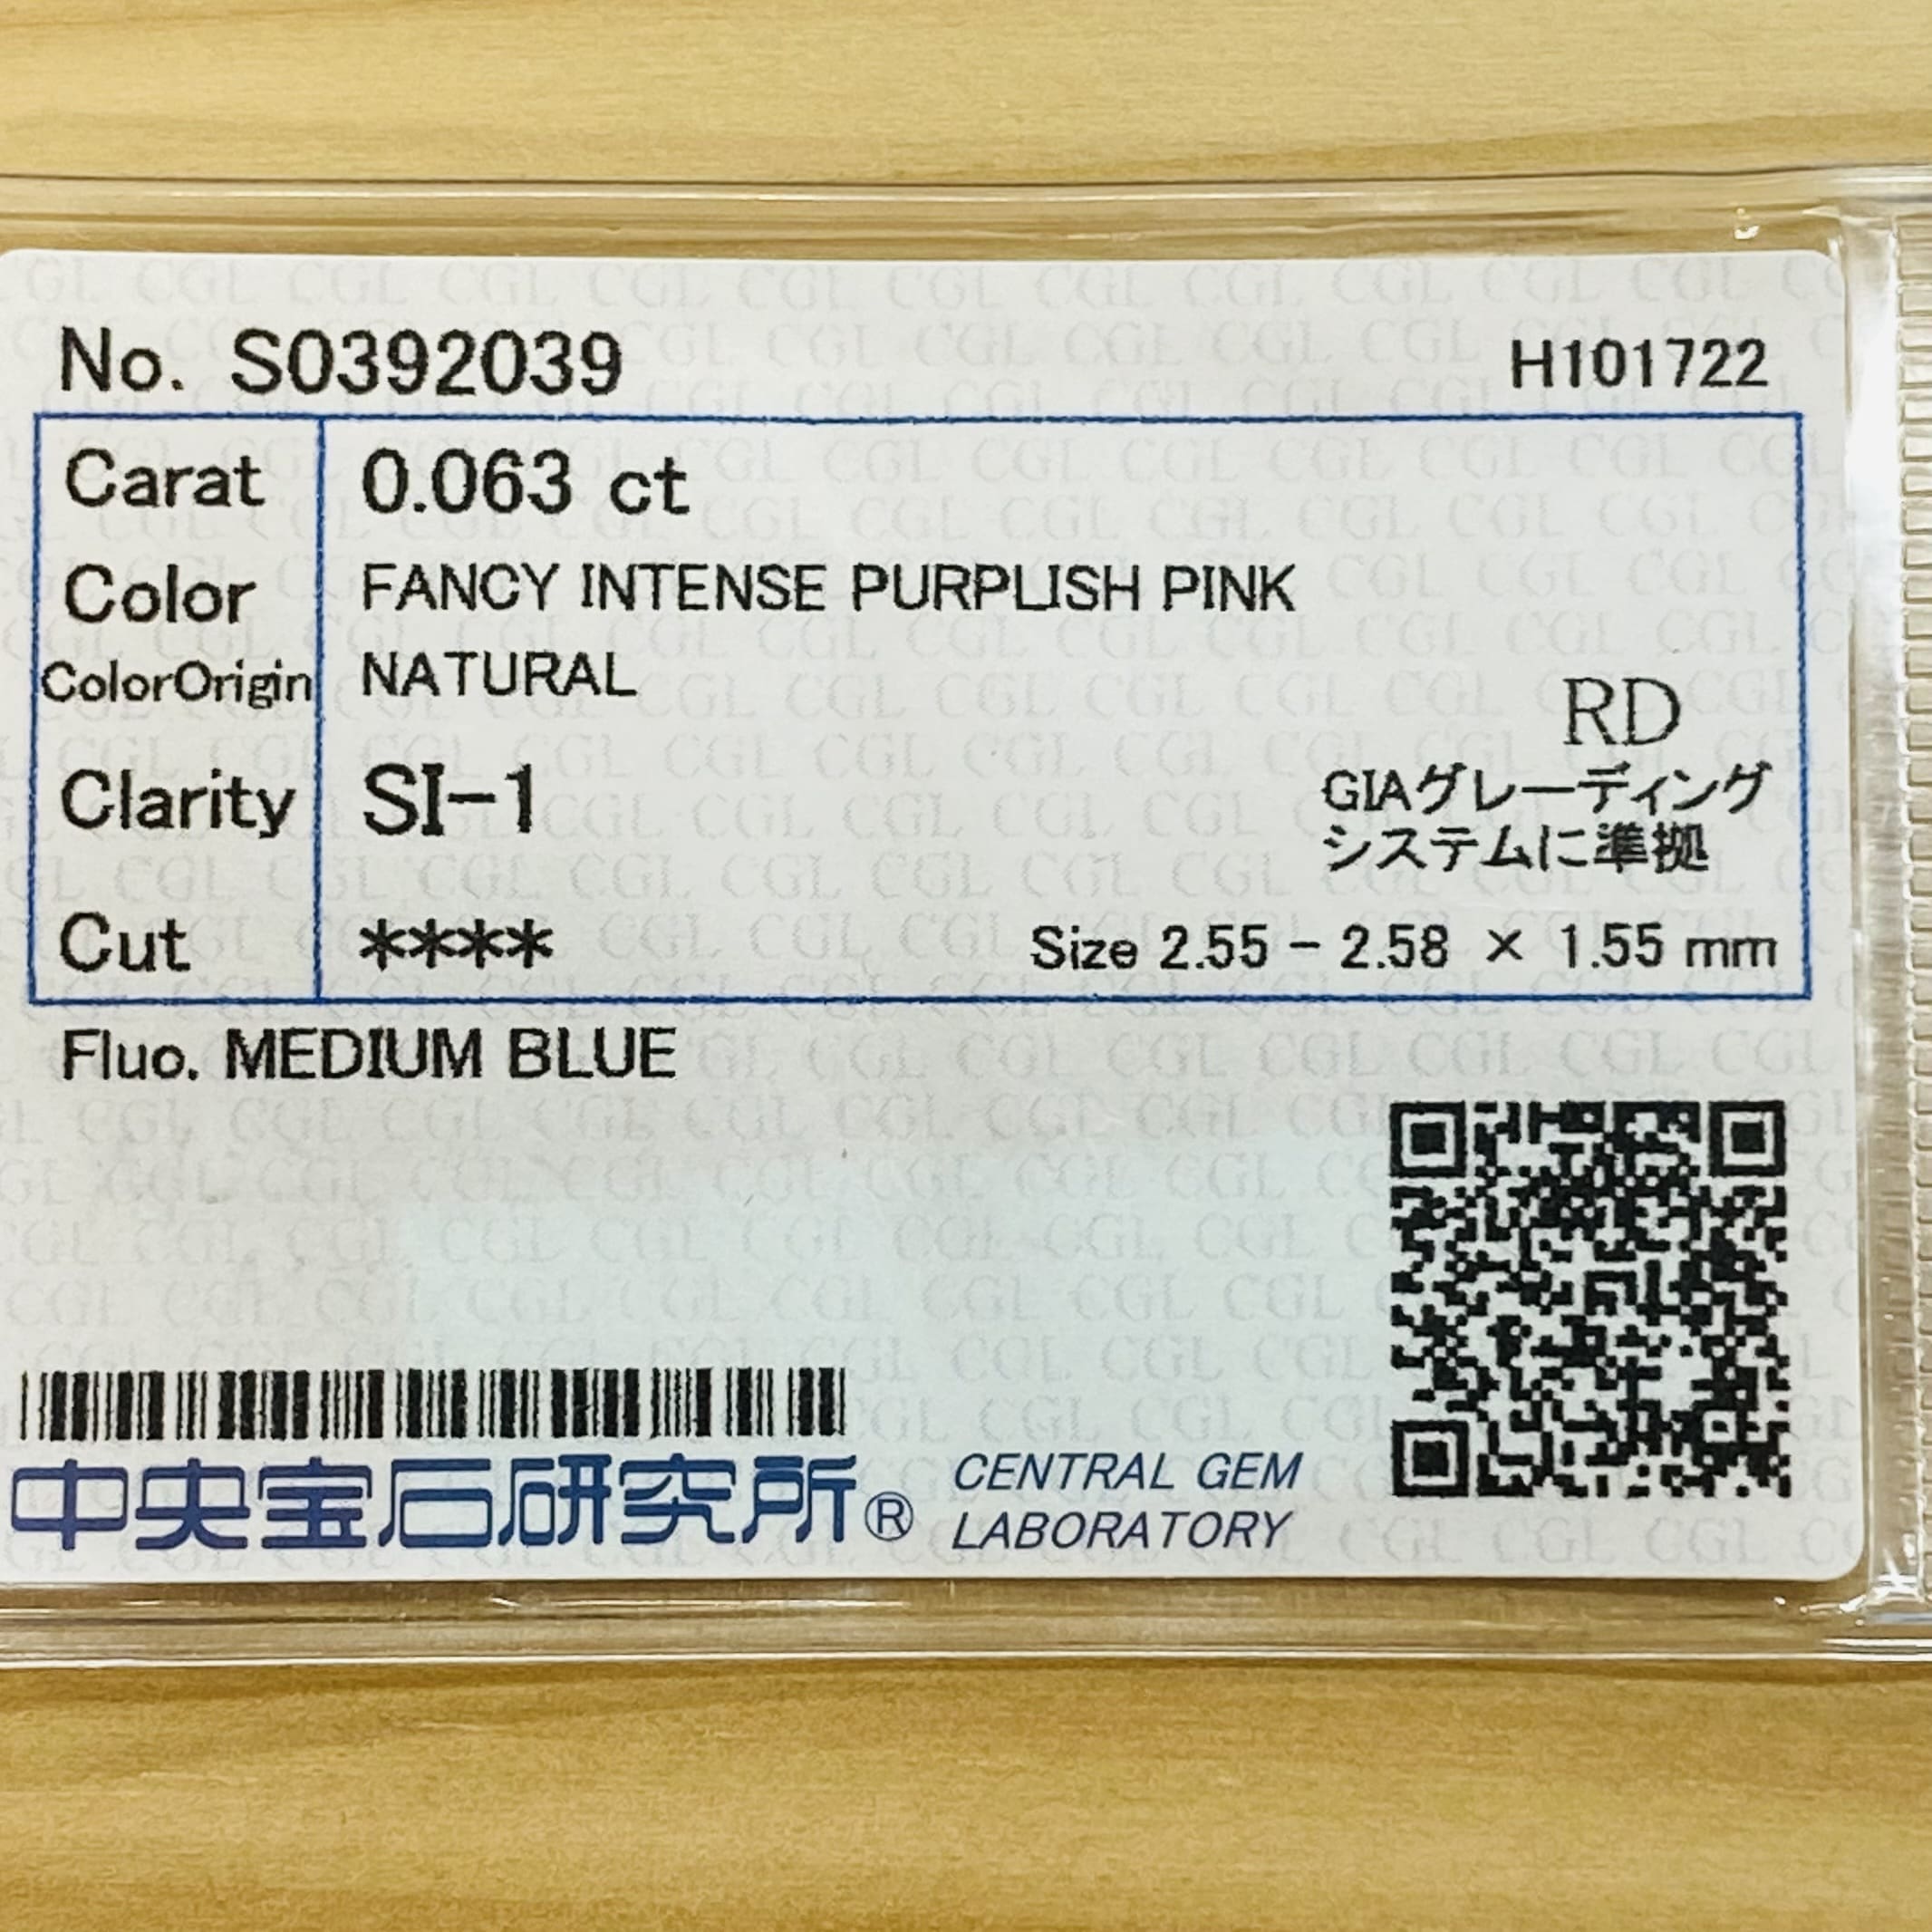 No. S0392039
H101722
Carat 0.063 ct
Color FANCY INTENSE PURPLISH PINK
ColorOrigin NATURAL
RD
Clarity SI-1
GIAグレーディング
システムに準拠
Cut ****
Size 2.55 - 2.58 × 1.55 mm
Fluo. MEDIUM BLUE
中央宝石研究所®
CENTRAL GEM
LABORATORY